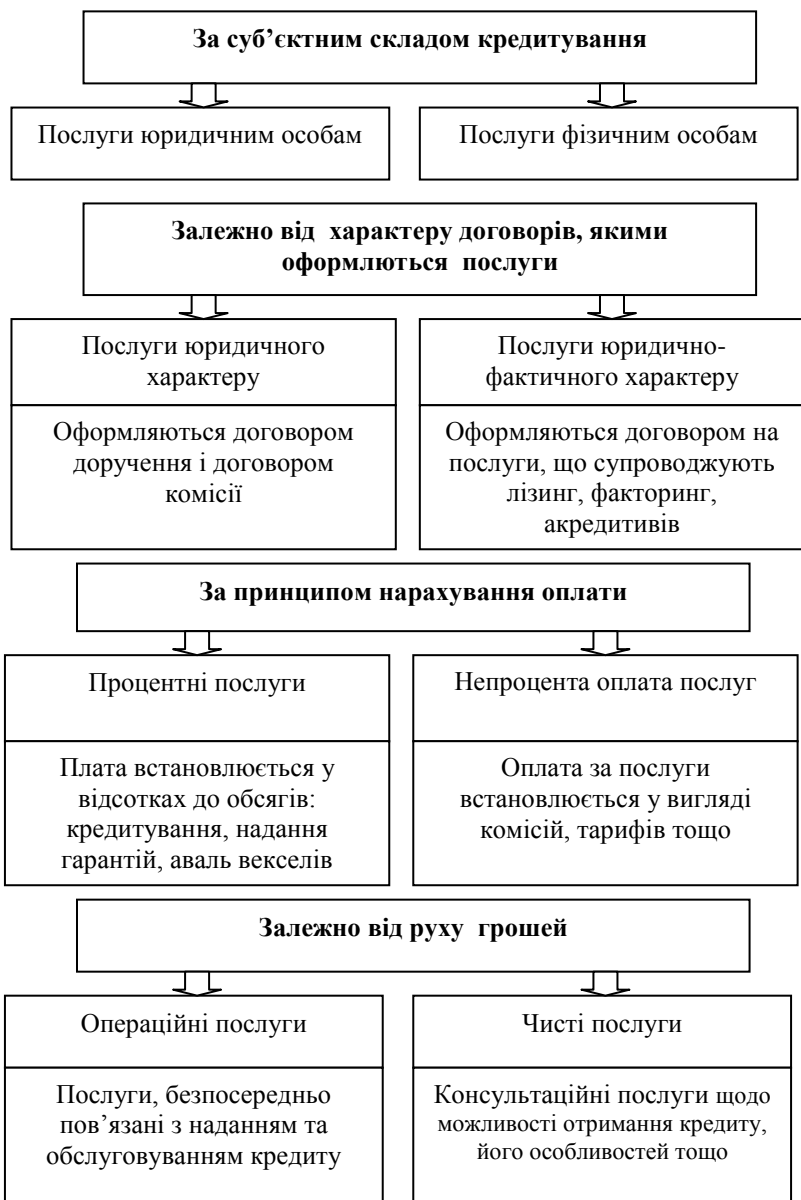 За суб’єктним складом кредитування
Послуги юридичним особам
Послуги фізичним особам
Залежно від характеру договорів, якими
оформлються послуги
Послуги юридичного
характеру
Оформляються договором
доручення і договором
комісії
Послуги юридично-
фактичного характеру
Оформляються договором на
послуги, що супроводжують
лізинг, факторинг,
акредитивів
За принципом нарахування оплати
Процентні послуги
Плата встановлюється у
відсотках до обсягів:
кредитування, надання
гарантій, аваль векселів
Непроцента оплата послуг
Оплата за послуги
встановлюється у вигляді
комісій, тарифів тощо
Залежно від руху грошей
Операційні послуги
Послуги, безпосередньо
пов’язані з наданням та
обслуговуванням кредиту
Чисті послуги
Консультаційні послуги щодо
можливості отримання кредиту,
його особливостей тощо